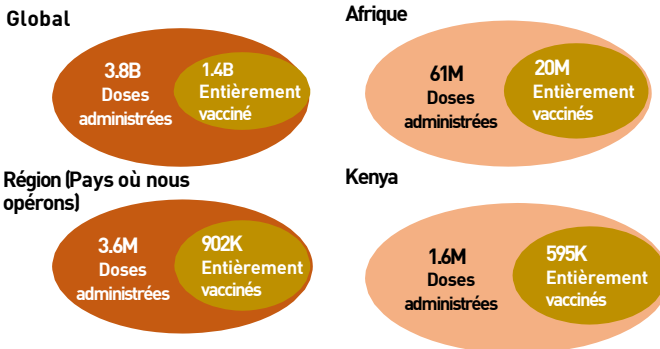 Global
3.8B
Doses
administrées
1.4B
Entièrement
vacciné
Afrique
61M
Doses
administrées
20M
Entièrement
vaccinés
Région (Pays où nous
opérons)
3.6M
Doses
administrées
902K
Entièrement
vaccinés
Kenya
1.6M
Doses
administrées
595K
Entièrement
vaccinés